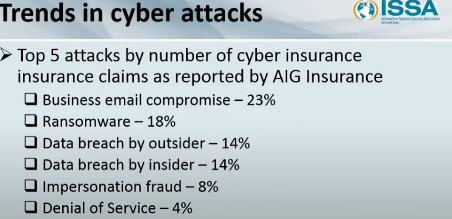 Trends in cyber attacks
ISSA
➢ Top 5 attacks by number of cyber insurance
insurance claims as reported by AIG Insurance
❑ Business email compromise – 23%
❑ Ransomware – 18%
❑ Data breach by outsider – 14%
❑ Data breach by insider – 14%
❑ Impersonation fraud – 8%
❑ Denial of Service – 4%